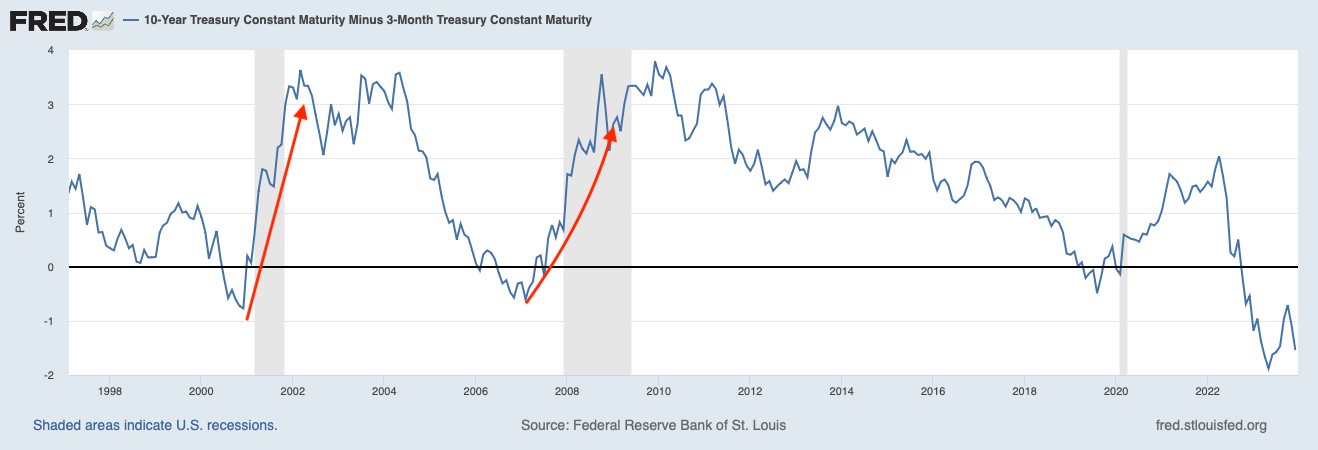 FRED 10-Year Treasury Constant Maturity Minus 3-Month Treasury Constant Maturity
4
3
2
1
0
-1
-2
Percent
1998 2000 2002 2004 2006 2008 2010 2012 2014 2016 2018 2020 2022
Shaded areas indicate U.S. recessions. Source: Federal Reserve Bank of St. Louis fred.stlouisfed.org